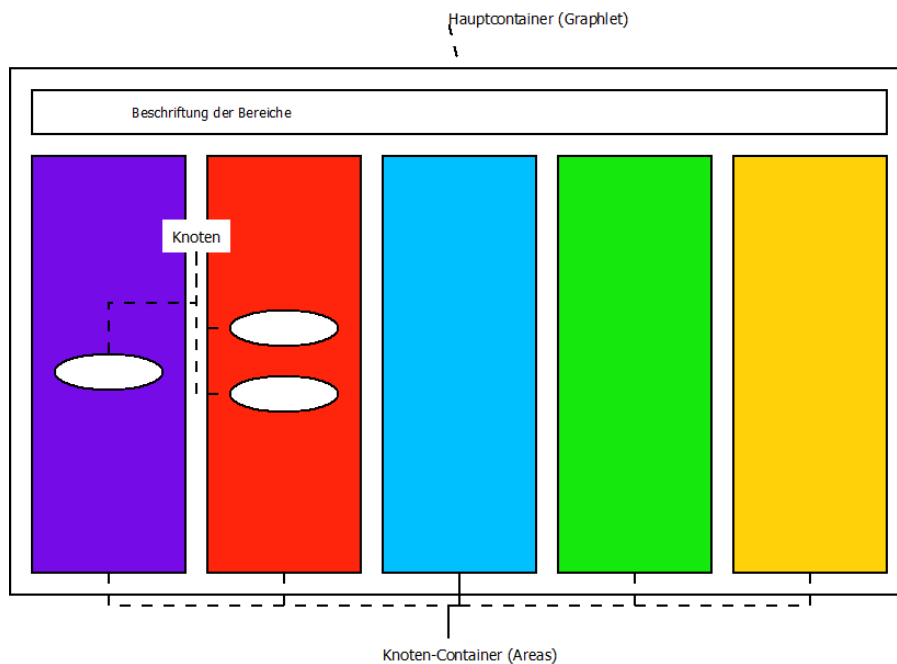 Hauptcontainer (Graphlet)
Beschriftung der Bereiche
Knoten
Knoten-Container (Areas)